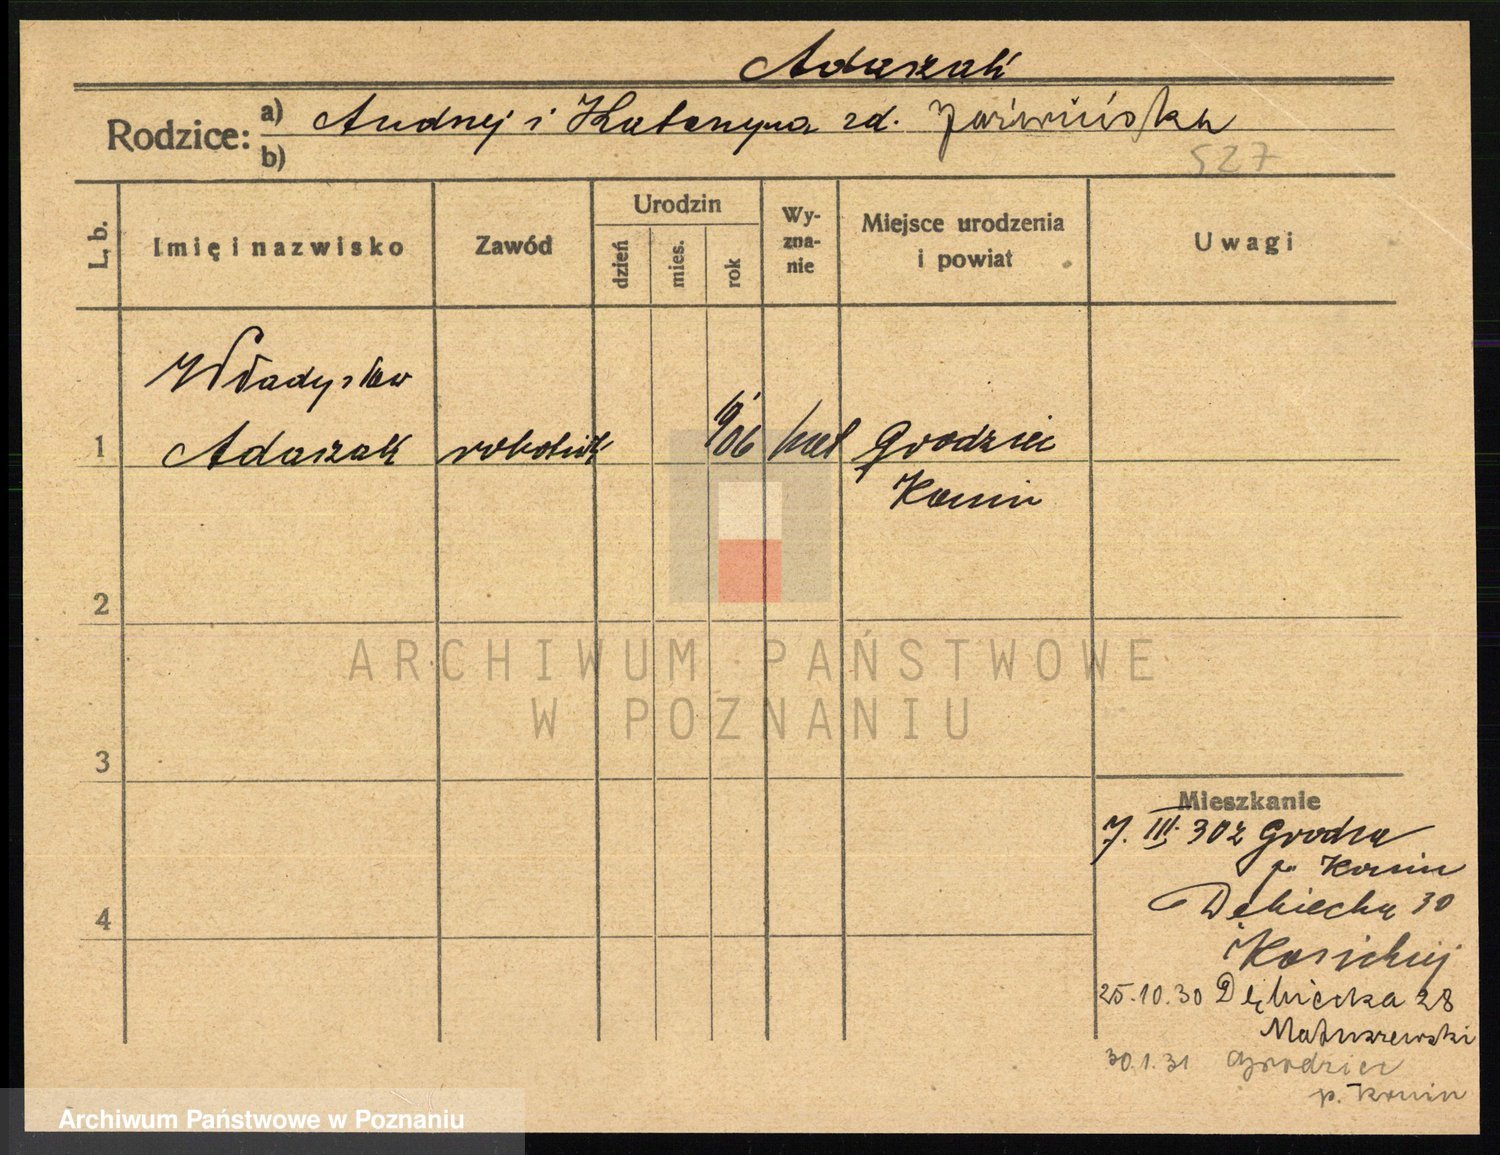 Adaszak
Rodzice:
a) Andrzej i Katarzyna zd.
b)
527
L. b.
Imię i nazwisko
Zawód
Urodzin
dzień
mies.
rok
Wy-
zna-
nie
Miejsce urodzenia
i powiat
Uwagi
Władysław
1 Adaszak robotnik 06 kat Grodziec
Konin
2
ARCHIWUM PAŃSTWOWE
W POZNANIU
3
Mieszkanie
7. III. 30 z
p. Konin
4
Dębiecka 30
25.10.30 Dębiecka 28
Matuszewski
30.1.31 Grodziec
p. Konin
Archiwum Państwowe w Poznaniu